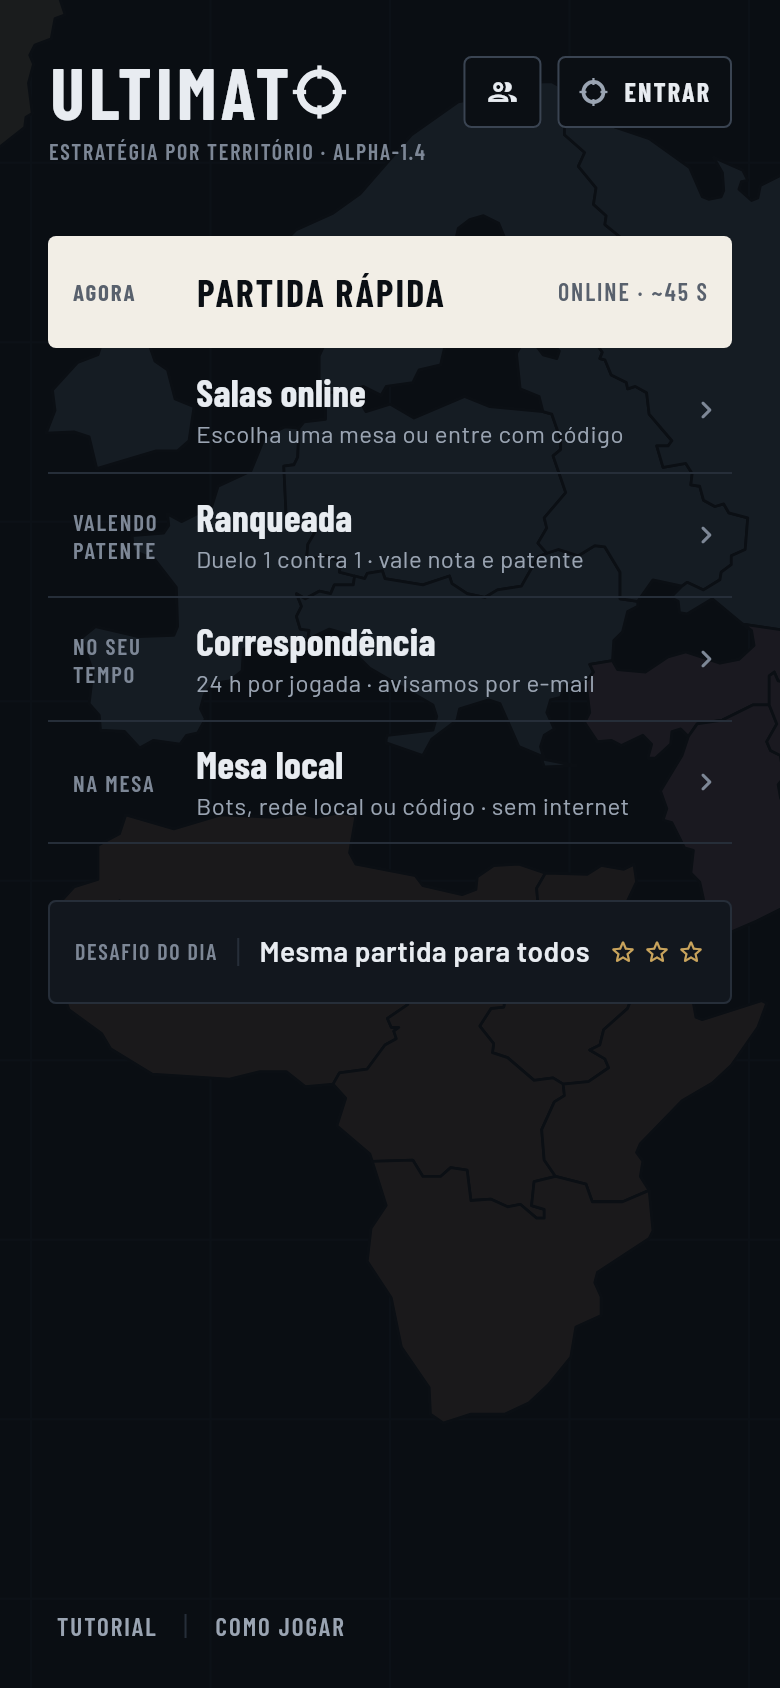 ULTIMATO
ENTRAR
ESTRATÉGIA POR TERRITÓRIO · ALPHA-1.4
AGORA
PARTIDA RÁPIDA
ONLINE · ~45 S
Salas online
Escolha uma mesa ou entre com código
VALENDO
PATENTE
Ranqueada
Duelo 1 contra 1 · vale nota e patente
NO SEU
TEMPO
Correspondência
24 h por jogada · avisamos por e-mail
NA MESA
Mesa local
Bots, rede local ou código · sem internet
DESAFIO DO DIA
Mesma partida para todos
TUTORIAL
COMO JOGAR